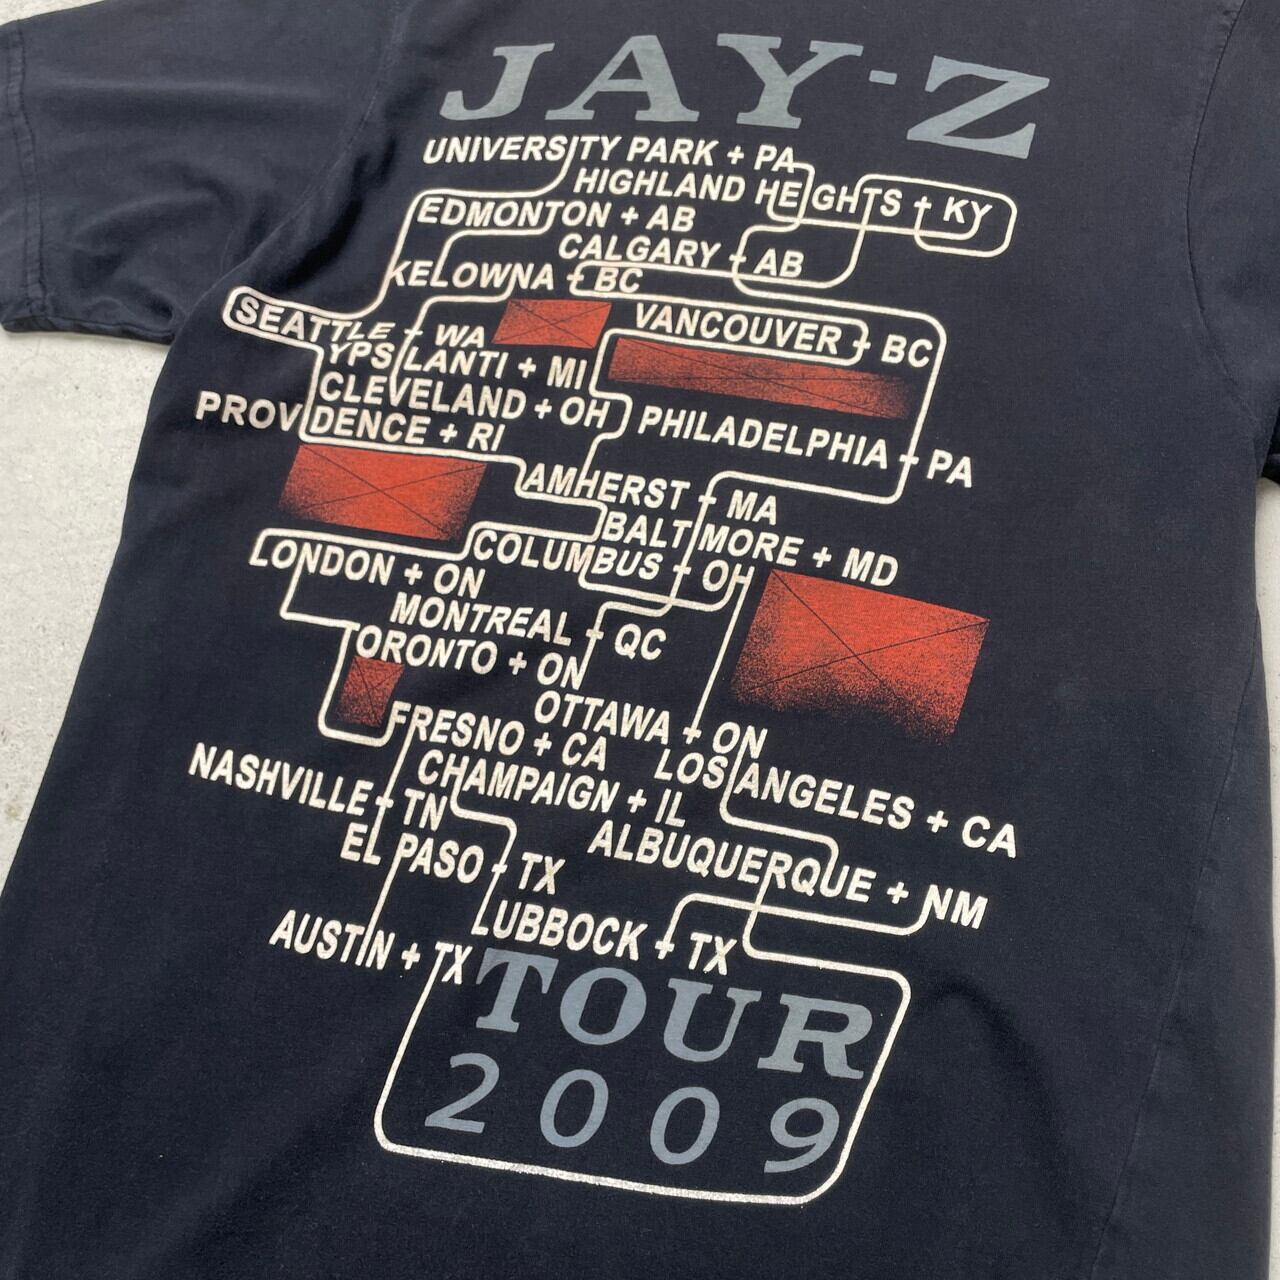 JAY-Z
UNIVERSITY PARK + PA
HIGHLAND HEIGHTS + KY
EDMONTON + AB
CALGARY + AB
KELOWNA + BC
SEATTLE + WA
VANCOUVER + BC
YPSILANTI + MI
CLEVELAND + OH
PROVIDENCE + RI
PHILADELPHIA + PA
AMHERST + MA
BALTIMORE + MD
COLUMBUS + OH
LONDON + ON
MONTREAL + QC
TORONTO + ON
OTTAWA + ON
FRESNO + CA
LOS ANGELES + CA
CHAMPAIGN + IL
NASHVILLE + TN
ALBUQUERQUE + NM
EL PASO + TX
LUBBOCK + TX
AUSTIN + TX
TOUR
2009